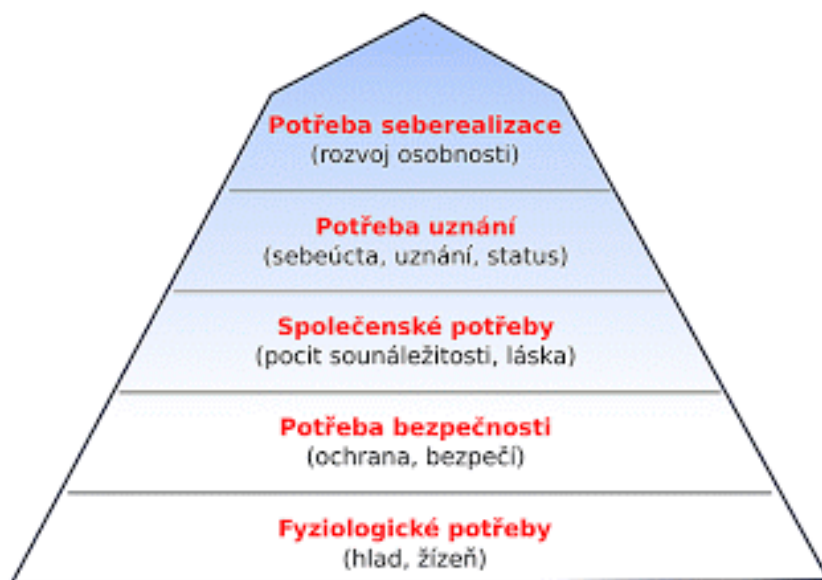 Potřeba seberealizace
(rozvoj osobnosti)
Potřeba uznání
(sebeúcta, uznání, status)
Společenské potřeby
(pocit sounáležitosti, láska)
Potřeba bezpečnosti
(ochrana, bezpečí)
Fyziologické potřeby
(hlad, žízeň)